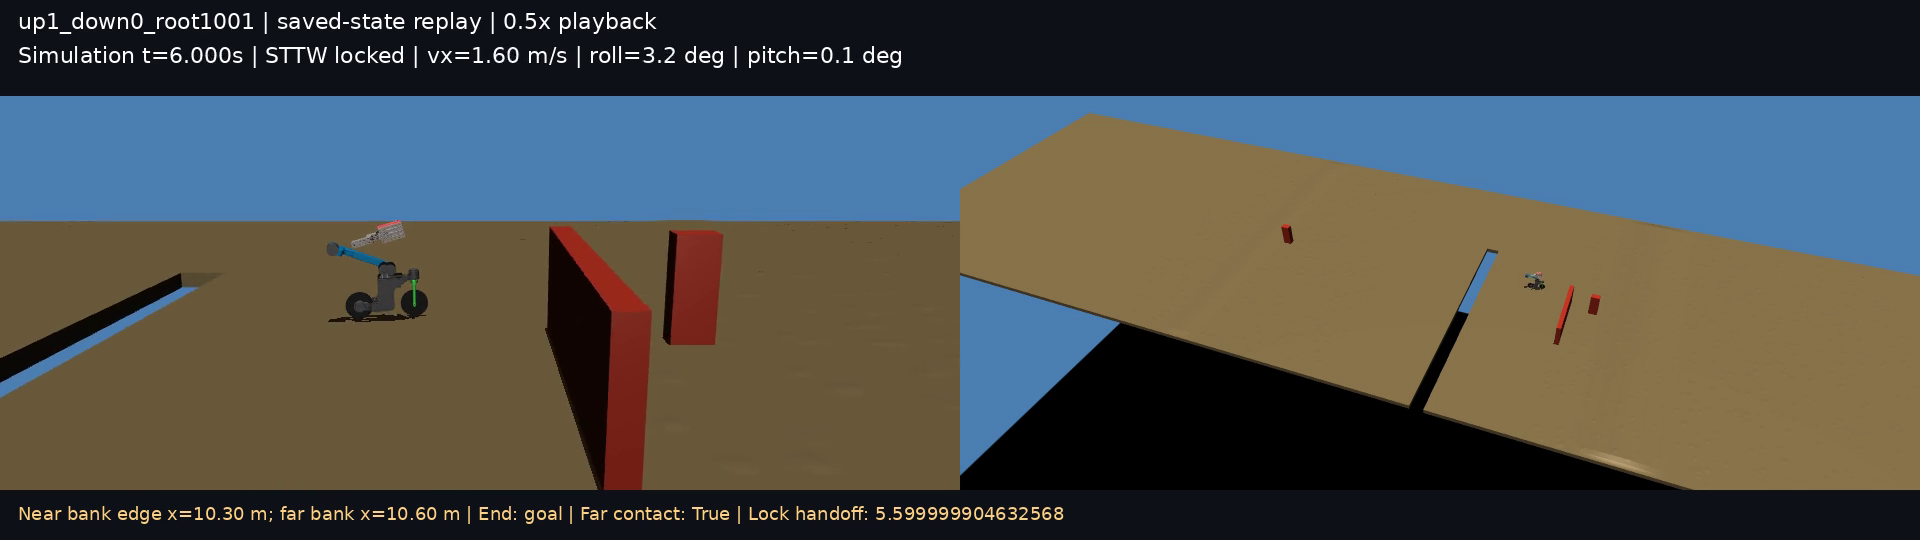 up1_down0_root1001 | saved-state replay | 0.5x playback
Simulation t=6.000s | STTW locked | vx=1.60 m/s | roll=3.2 deg | pitch=0.1 deg
Near bank edge x=10.30 m; far bank x=10.60 m | End: goal | Far contact: True | Lock handoff: 5.599999904632568